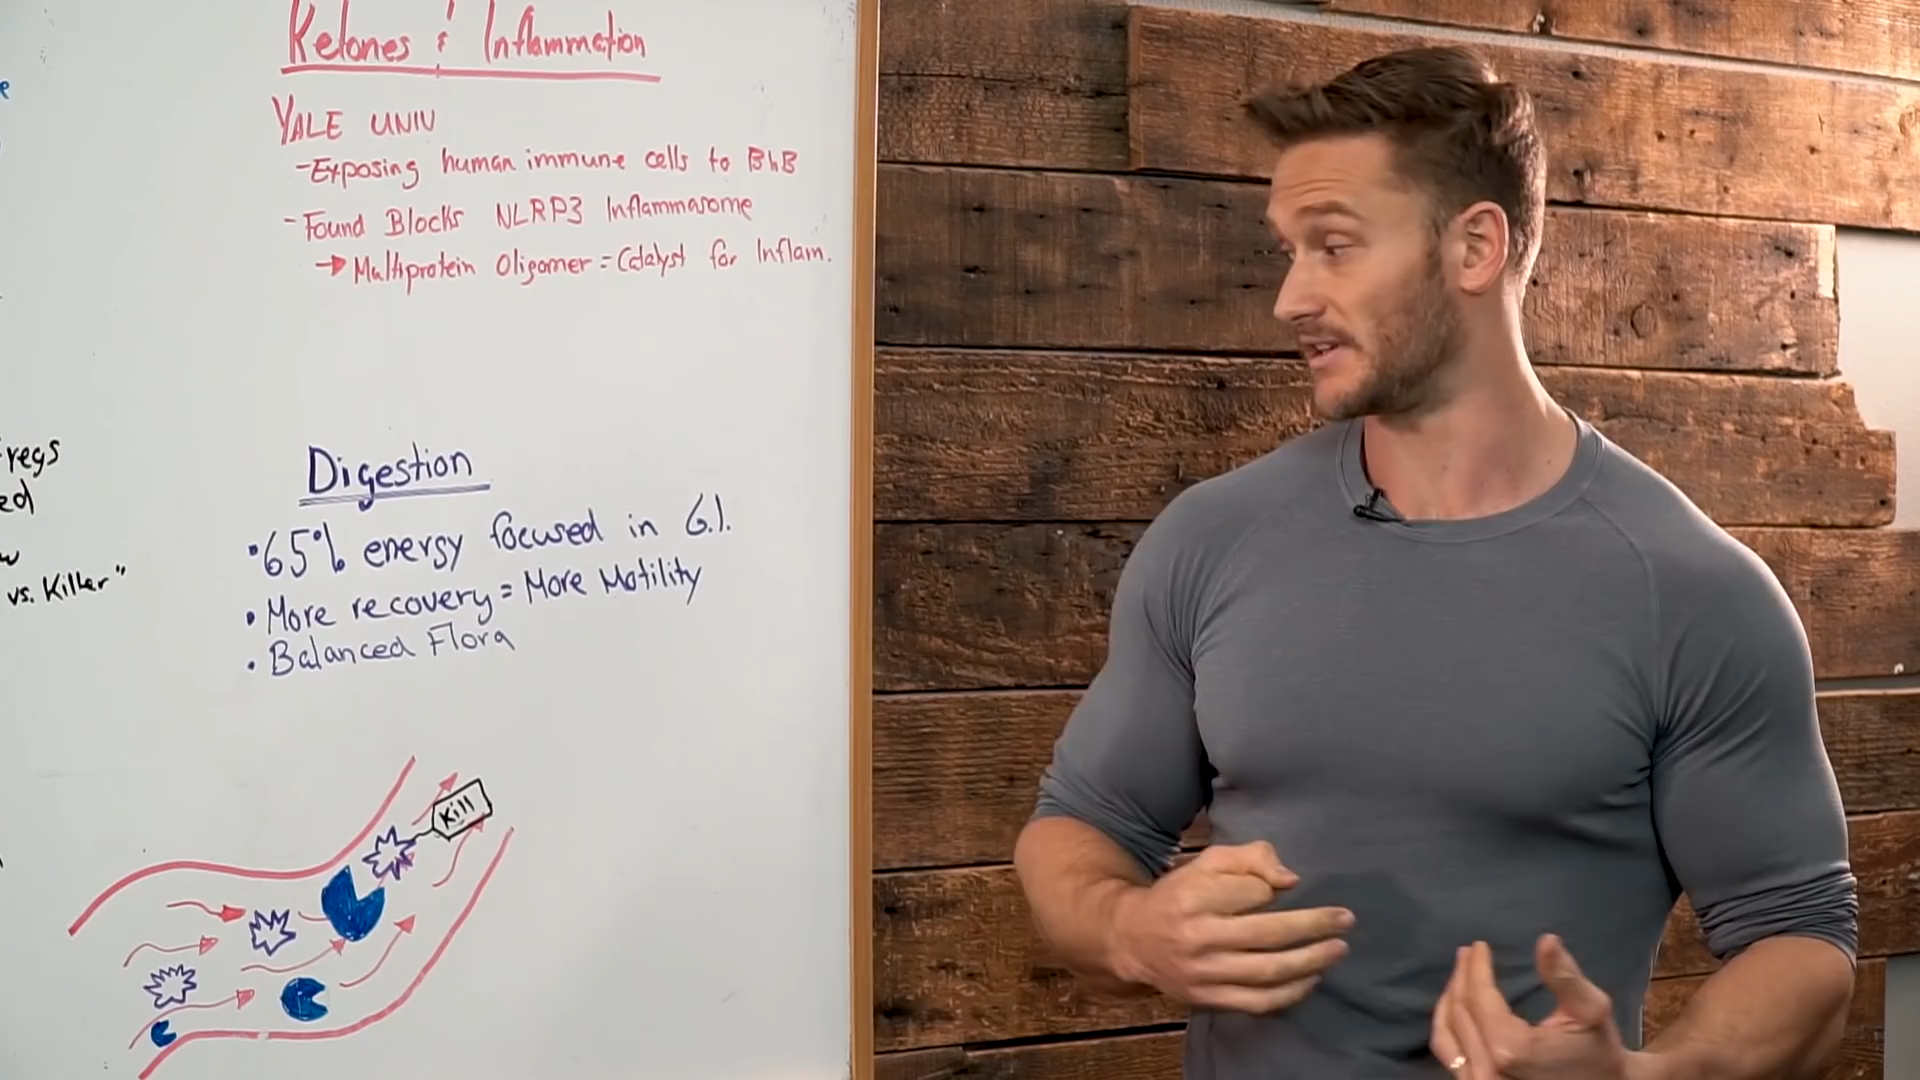 Ketones & Inflammation
YALE UNIV
-Exposing human immune cells to BhB
-Found Blocks NLRP3 Inflammasome
→ Multiprotein Oligomer = Catalyst for Inflam.
regs
ed
vs. Killer"
Digestion
•65% energy focused in G.I.
• More recovery = More Motility
• Balanced Flora
Kill